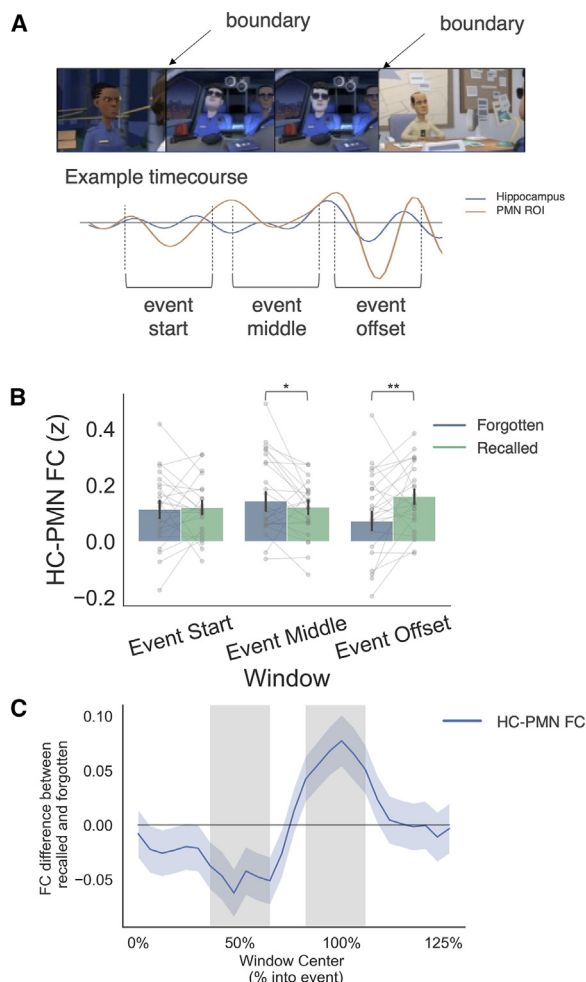 A
boundary
boundary
Example timecourse
Hippocampus
PMN ROI
event
start
event
middle
event
offset
B
HC-PMN FC (z)
0.4
0.2
0.0
−0.2
*
**
Forgotten
Recalled
Event Start
Event Middle
Event Offset
Window
C
FC difference between
recalled and forgotten
0.10
0.05
0.00
−0.05
HC-PMN FC
0%
50%
100%
125%
Window Center
(% into event)